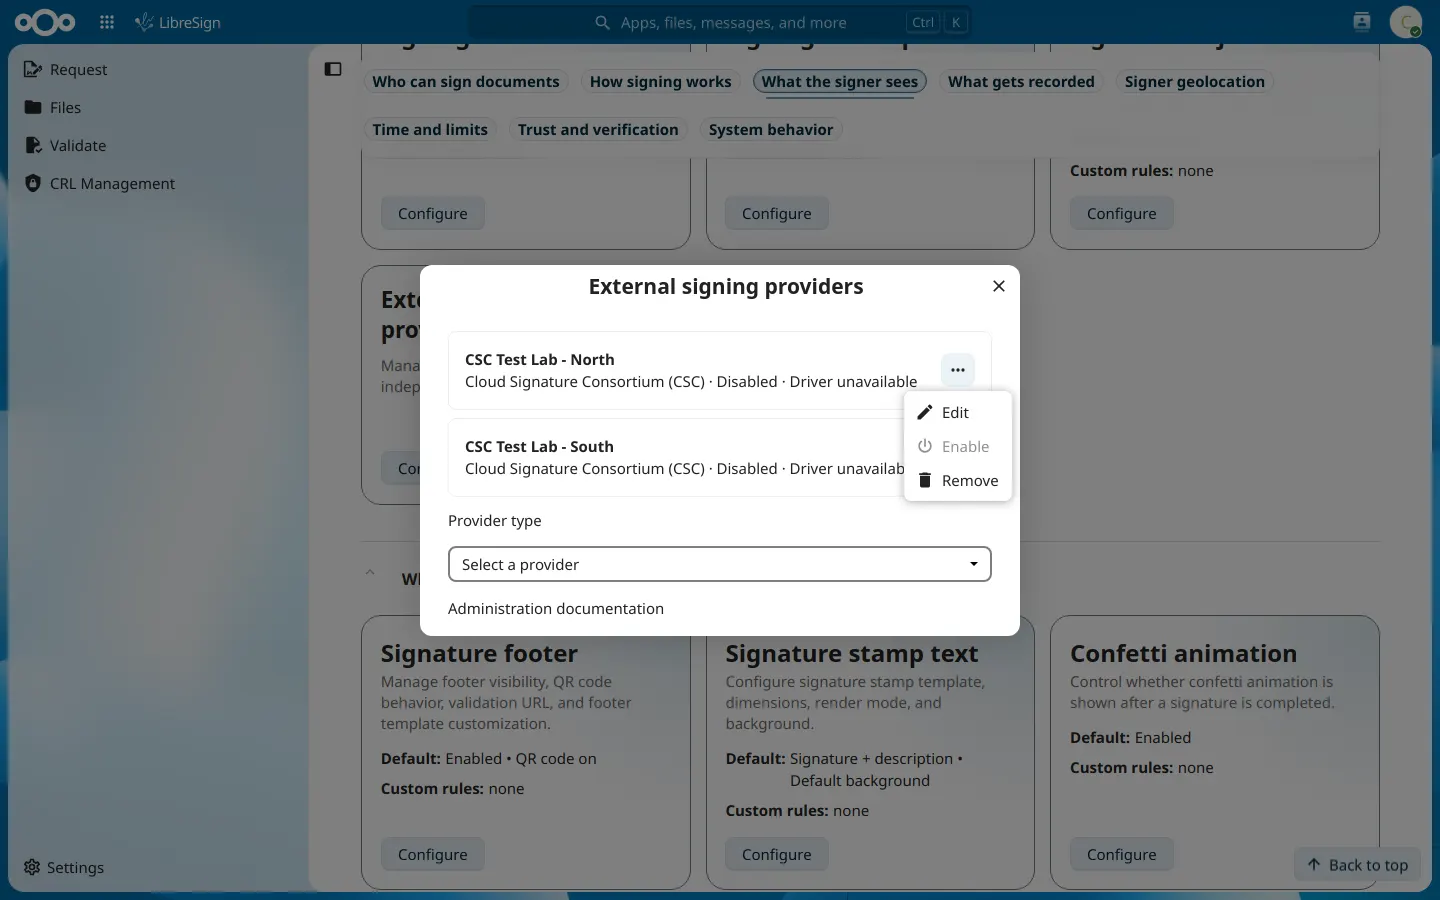 LibreSign
Apps, files, messages, and more
Ctrl
K
Request
Files
Validate
CRL Management
Settings
Who can sign documents
How signing works
What the signer sees
What gets recorded
Signer geolocation
Time and limits
Trust and verification
System behavior
Custom rules: none
Configure
Configure
Configure
External signing providers
CSC Test Lab - North
Cloud Signature Consortium (CSC) · Disabled · Driver unavailable
CSC Test Lab - South
Cloud Signature Consortium (CSC) · Disabled · Driver unavailab
Edit
Enable
Remove
Provider type
Select a provider
Administration documentation
Signature footer
Manage footer visibility, QR code
behavior, validation URL, and footer
template customization.
Default: Enabled • QR code on
Custom rules: none
Configure
Signature stamp text
Configure signature stamp template,
dimensions, render mode, and
background.
Default: Signature + description •
Default background
Custom rules: none
Configure
Confetti animation
Control whether confetti animation is
shown after a signature is completed.
Default: Enabled
Custom rules: none
Configure
Back to top